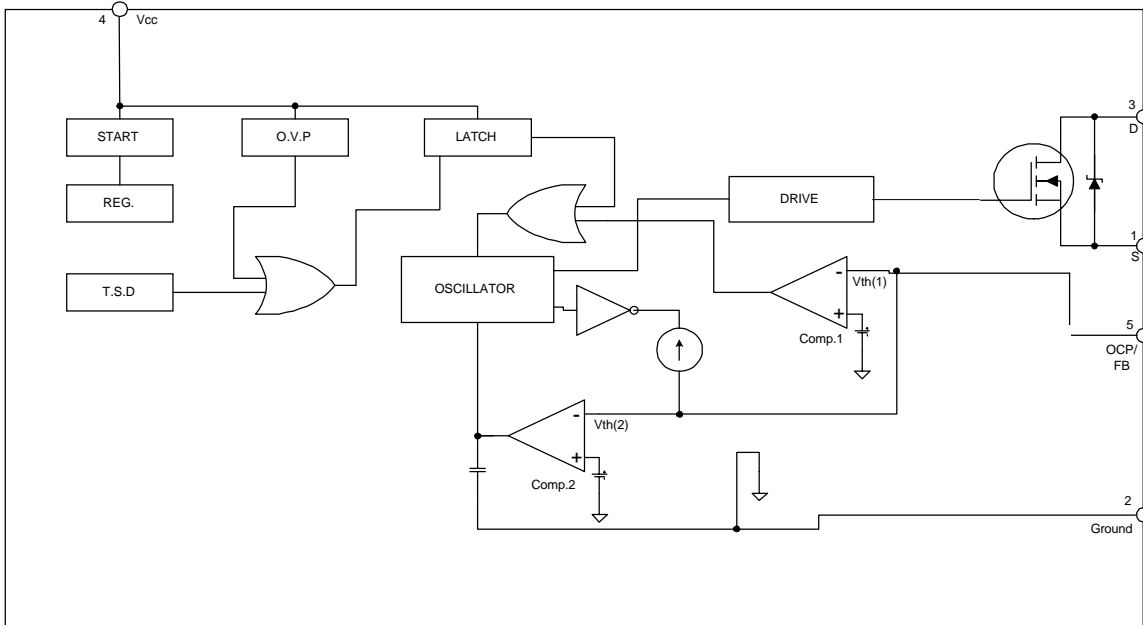 4 Vcc
START
O.V.P
LATCH
3
D
REG.
DRIVE
1
S
T.S.D
OSCILLATOR
-
Vth(1)
+
Comp.1
5
OCP/
FB
-
Vth(2)
+
Comp.2
2
Ground